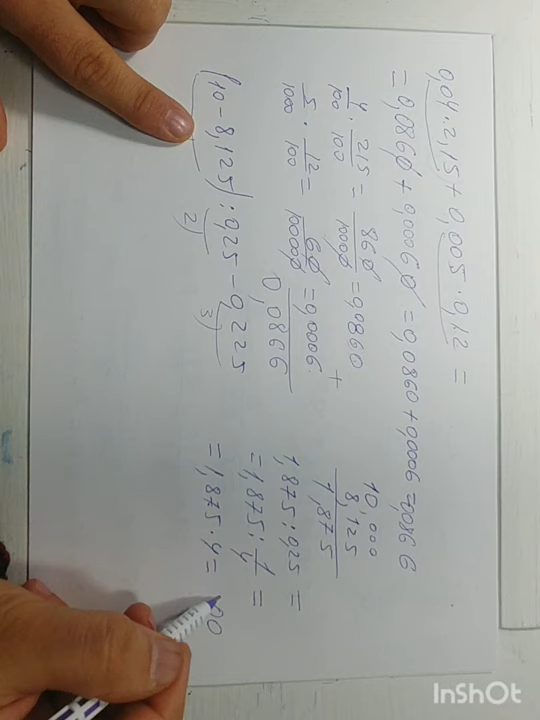 0,04 · 2,15 + 0,005 · 0,12 =
= 0,0860 + 0,00060 = 0,0860 + 0,0006 = 0,0866
4/100 · 215/100 = 860/10000 = 0,0860
5/1000 · 12/100 = 60/100000 = 0,0006
+
0,0866
(10 - 8,125) : 0,25 - 0,225
2) 3)
10,000
8,125
1,875
1,875 : 0,25 =
= 1,875 : 1/4 =
= 1,875 · 4 = 00
InShOt